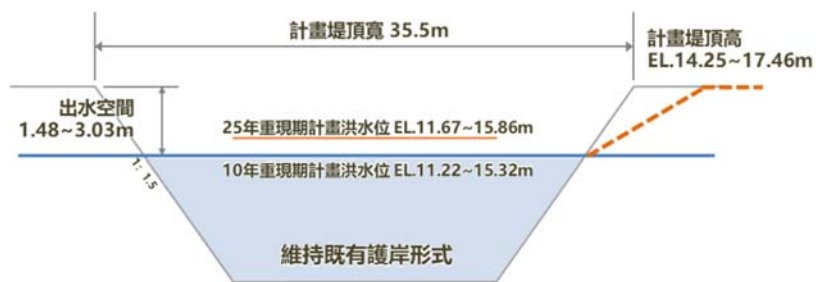 計畫堤頂寬 35.5m
計畫堤頂高
EL.14.25~17.46m
出水空間
1.48~3.03m
25年重現期計畫洪水位 EL.11.67~15.86m
10年重現期計畫洪水位 EL.11.22~15.32m
1: 1.5
維持既有護岸形式